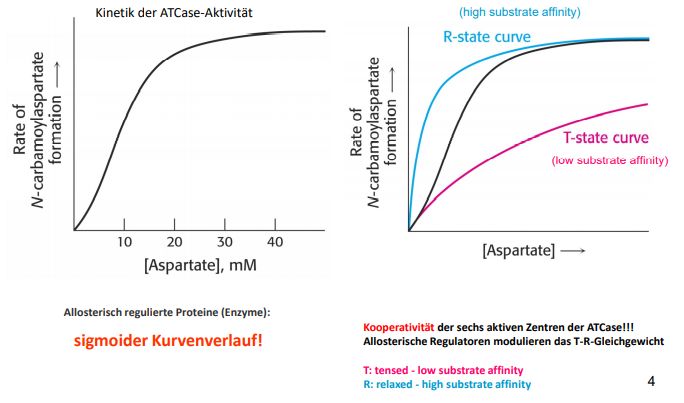 Kinetik der ATCase-Aktivität
Rate of
N-carbamoylaspartate
formation
10
20
30
40
[Aspartate], mM
Allosterisch regulierte Proteine (Enzyme):
sigmoider Kurvenverlauf!
(high substrate affinity)
R-state curve
Rate of
N-carbamoylaspartate
formation
T-state curve
(low substrate affinity)
[Aspartate]
Kooperativität der sechs aktiven Zentren der ATCase!!!
Allosterische Regulatoren modulieren das T-R-Gleichgewicht
T: tensed - low substrate affinity
R: relaxed - high substrate affinity
4